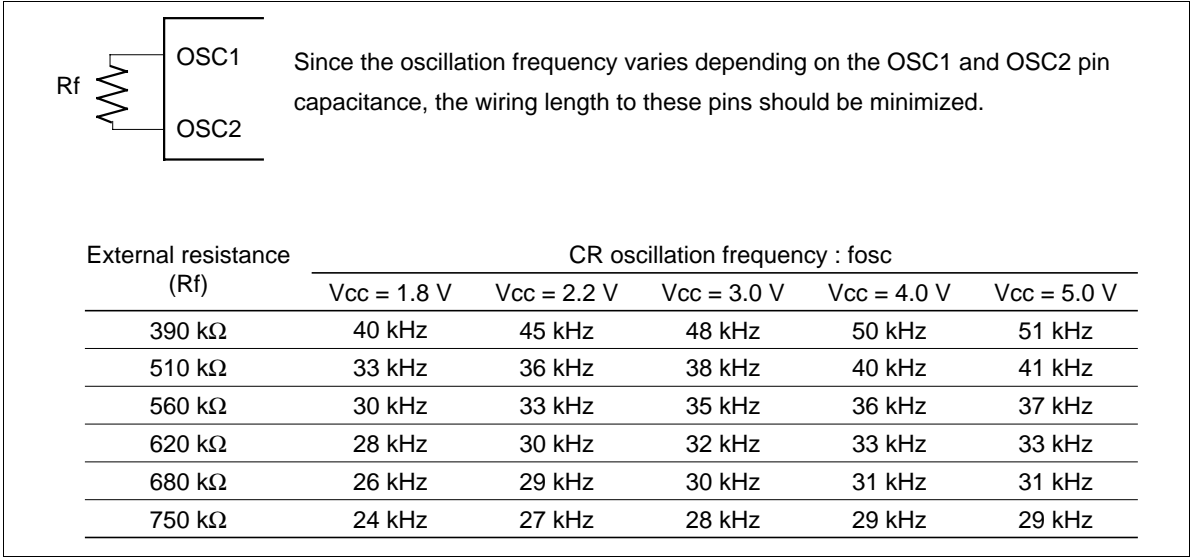 OSC1
Rf
OSC2
Since the oscillation frequency varies depending on the OSC1 and OSC2 pin
capacitance, the wiring length to these pins should be minimized.
External resistance
(Rf)
CR oscillation frequency : fosc
Vcc = 1.8 V Vcc = 2.2 V Vcc = 3.0 V Vcc = 4.0 V Vcc = 5.0 V
390 kΩ 40 kHz 45 kHz 48 kHz 50 kHz 51 kHz
510 kΩ 33 kHz 36 kHz 38 kHz 40 kHz 41 kHz
560 kΩ 30 kHz 33 kHz 35 kHz 36 kHz 37 kHz
620 kΩ 28 kHz 30 kHz 32 kHz 33 kHz 33 kHz
680 kΩ 26 kHz 29 kHz 30 kHz 31 kHz 31 kHz
750 kΩ 24 kHz 27 kHz 28 kHz 29 kHz 29 kHz